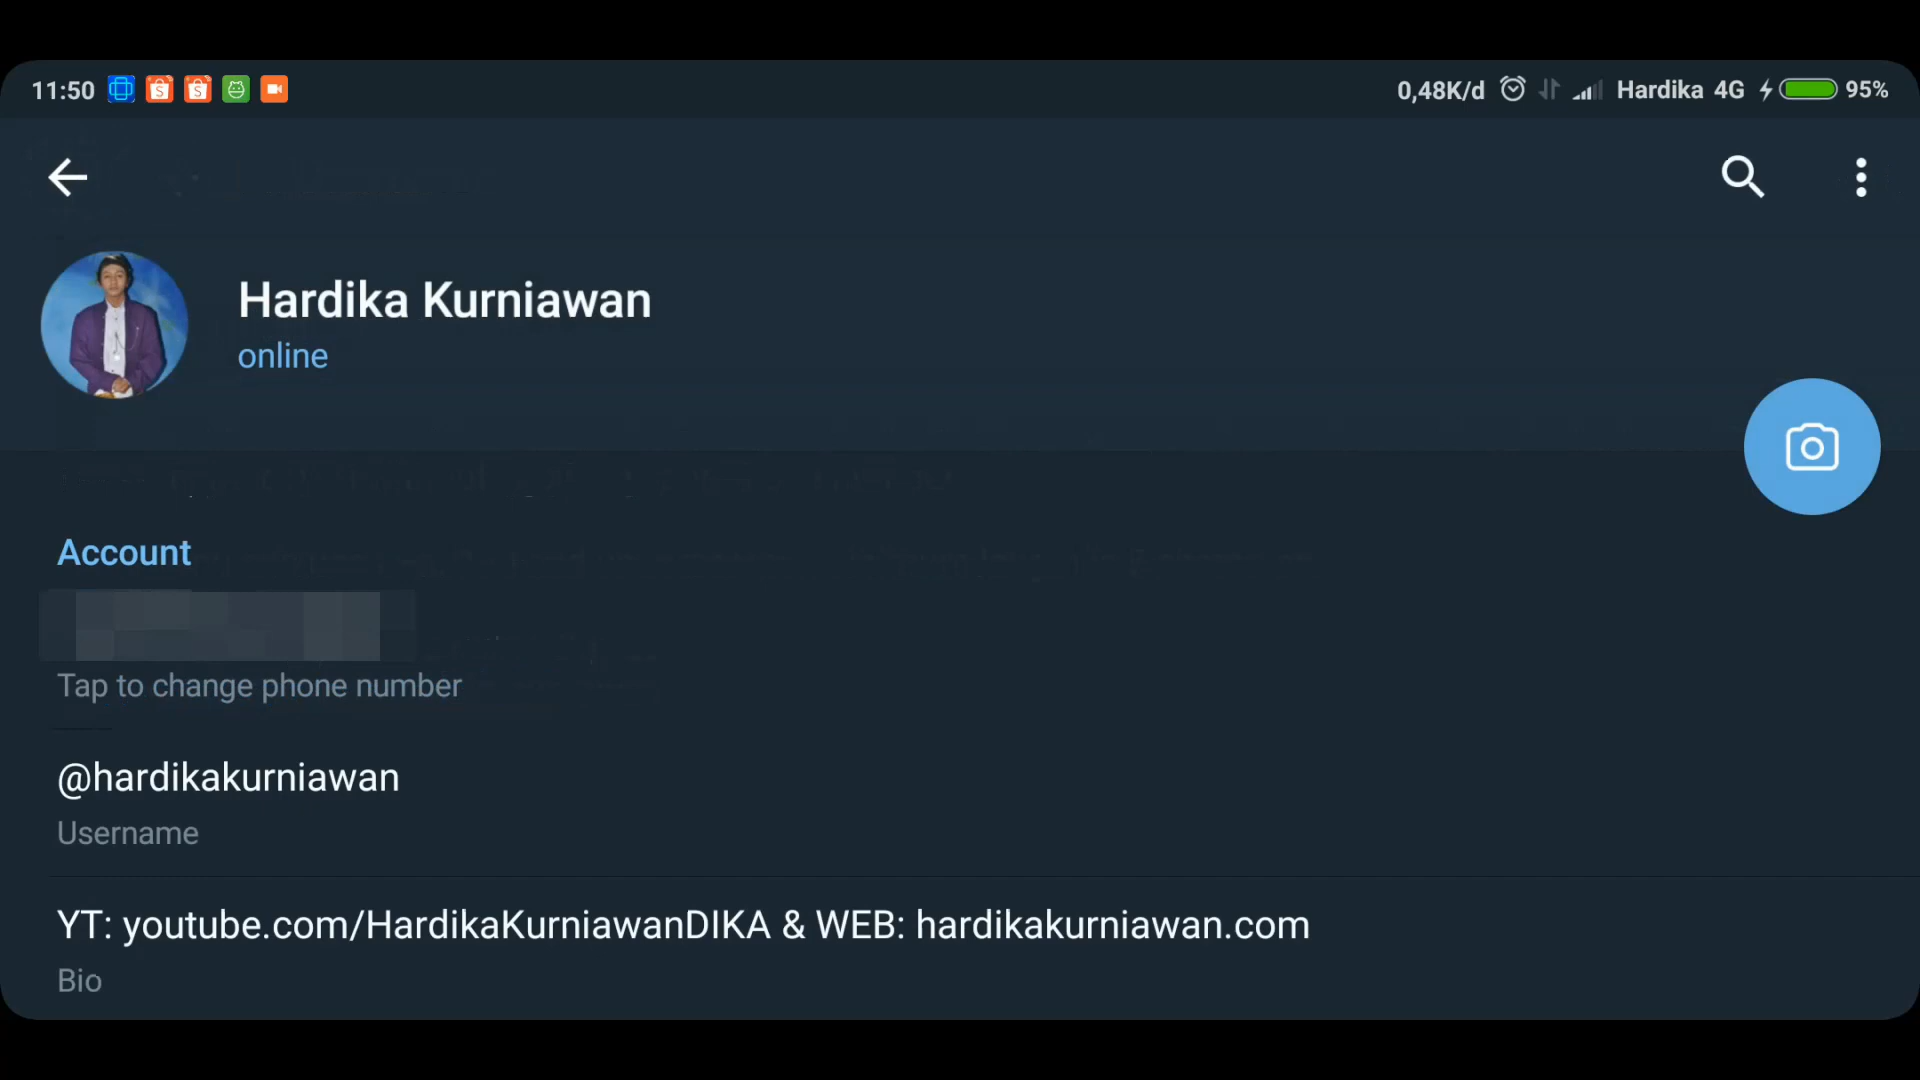 11:50 0,48K/d Hardika 4G 95%
Hardika Kurniawan
online
Account
Tap to change phone number
@hardikakurniawan
Username
YT: youtube.com/HardikaKurniawanDIKA & WEB: hardikakurniawan.com
Bio